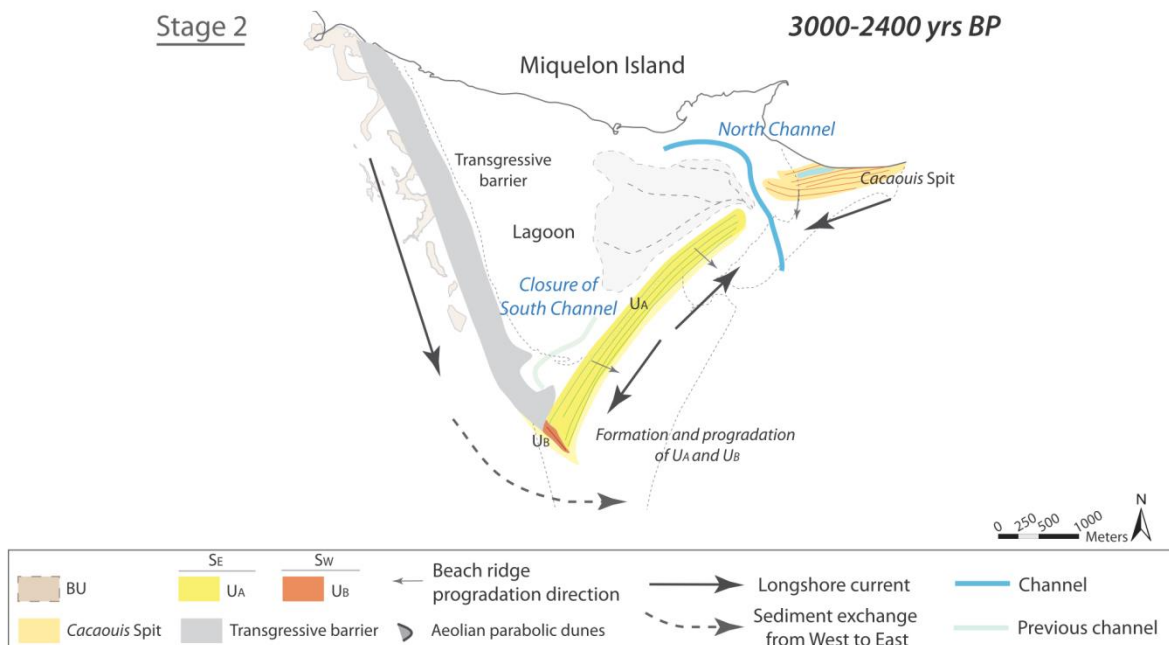 Stage 2
3000-2400 yrs BP
Miquelon Island
North Channel
Transgressive
barrier
Cacaouis Spit
Lagoon
Closure of
South Channel
UA
UB
Formation and progradation
of UA and UB
N
0 250 500 1000
Meters
SE
SW
BU
UA
UB
Beach ridge
progradation direction
Longshore current
Channel
Cacaouis Spit
Transgressive barrier
Aeolian parabolic dunes
Sediment exchange
from West to East
Previous channel